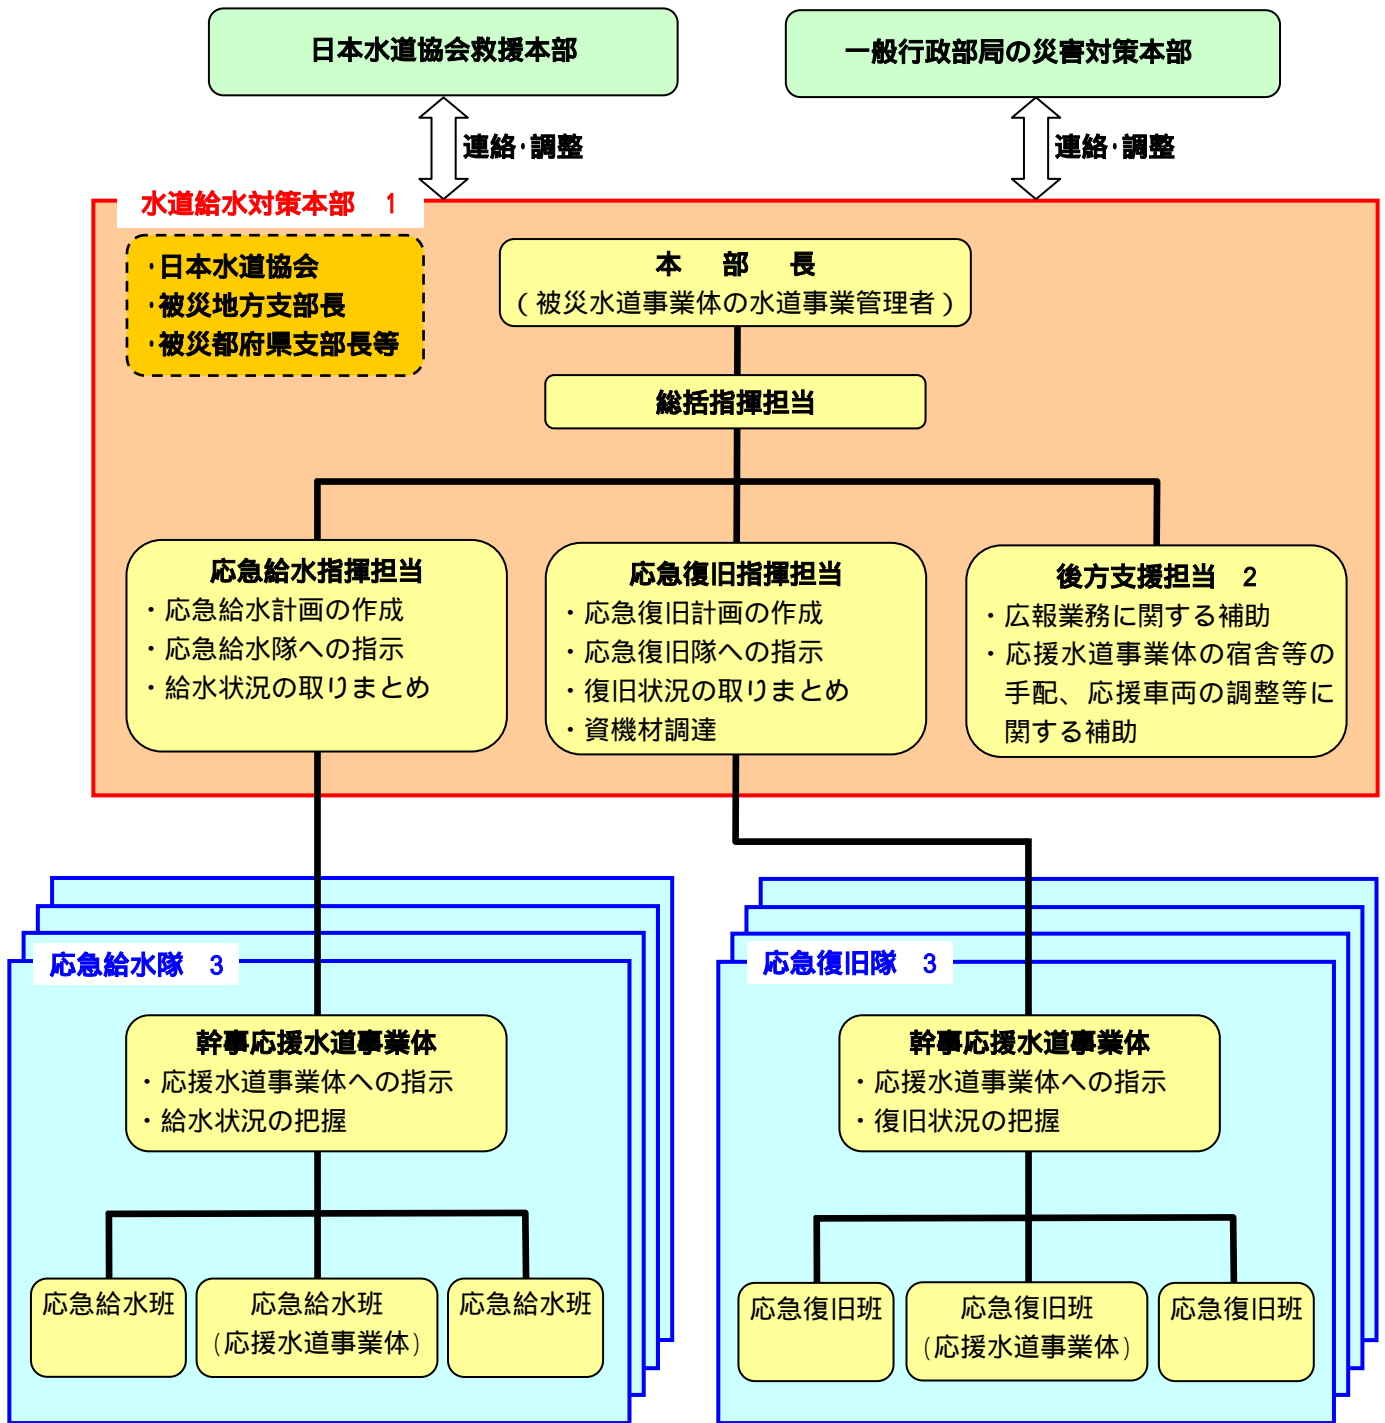 日本水道協会救援本部
一般行政部局の災害対策本部
連絡・調整
連絡・調整
水道給水対策本部 1
・日本水道協会
・被災地方支部長
・被災都府県支部長等
本 部 長
(被災水道事業体の水道事業管理者)
総括指揮担当
応急給水指揮担当
・応急給水計画の作成
・応急給水隊への指示
・給水状況の取りまとめ
応急復旧指揮担当
・応急復旧計画の作成
・応急復旧隊への指示
・復旧状況の取りまとめ
・資機材調達
後方支援担当 2
・広報業務に関する補助
・応援水道事業体の宿舎等の
手配、応援車両の調整等に
関する補助
応急給水隊 3
幹事応援水道事業体
・応援水道事業体への指示
・給水状況の把握
応急給水班
応急給水班
(応援水道事業体)
応急給水班
応急復旧隊 3
幹事応援水道事業体
・応援水道事業体への指示
・復旧状況の把握
応急復旧班
応急復旧班
(応援水道事業体)
応急復旧班